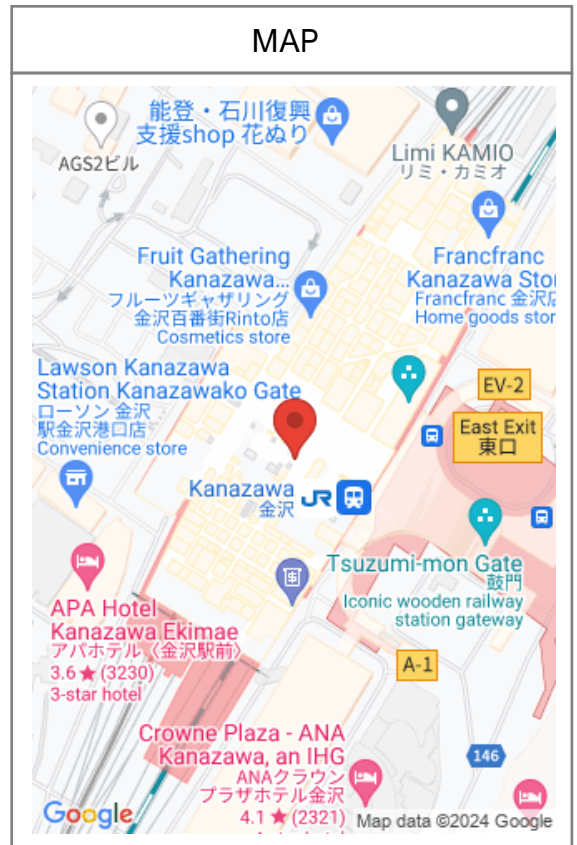 MAP
能登・石川復興
支援shop 花ぬり
AGS2ビル
Limi KAMIO
リミ・カミオ
Francfranc
Kanazawa Sto
Francfranc 金沢店
Home goods stor
Fruit Gathering
Kanazawa...
フルーツギャザリング
金沢百番街Rinto店
Cosmetics store
Lawson Kanazawa
Station Kanazawako Gate
ローソン 金沢
駅金沢港口店
Convenience store
EV-2
East Exit
東口
Kanazawa
金沢
JR
Tsuzumi-mon Gate
鼓門
Iconic wooden railway
station gateway
APA Hotel
Kanazawa Ekimae
アパホテル〈金沢駅前〉
3.6 ★ (3230)
3-star hotel
A-1
Crowne Plaza - ANA
Kanazawa, an IHG
ANAクラウン
プラザホテル金沢
4.1 ★ (2321)
146
Google
Map data ©2024 Google